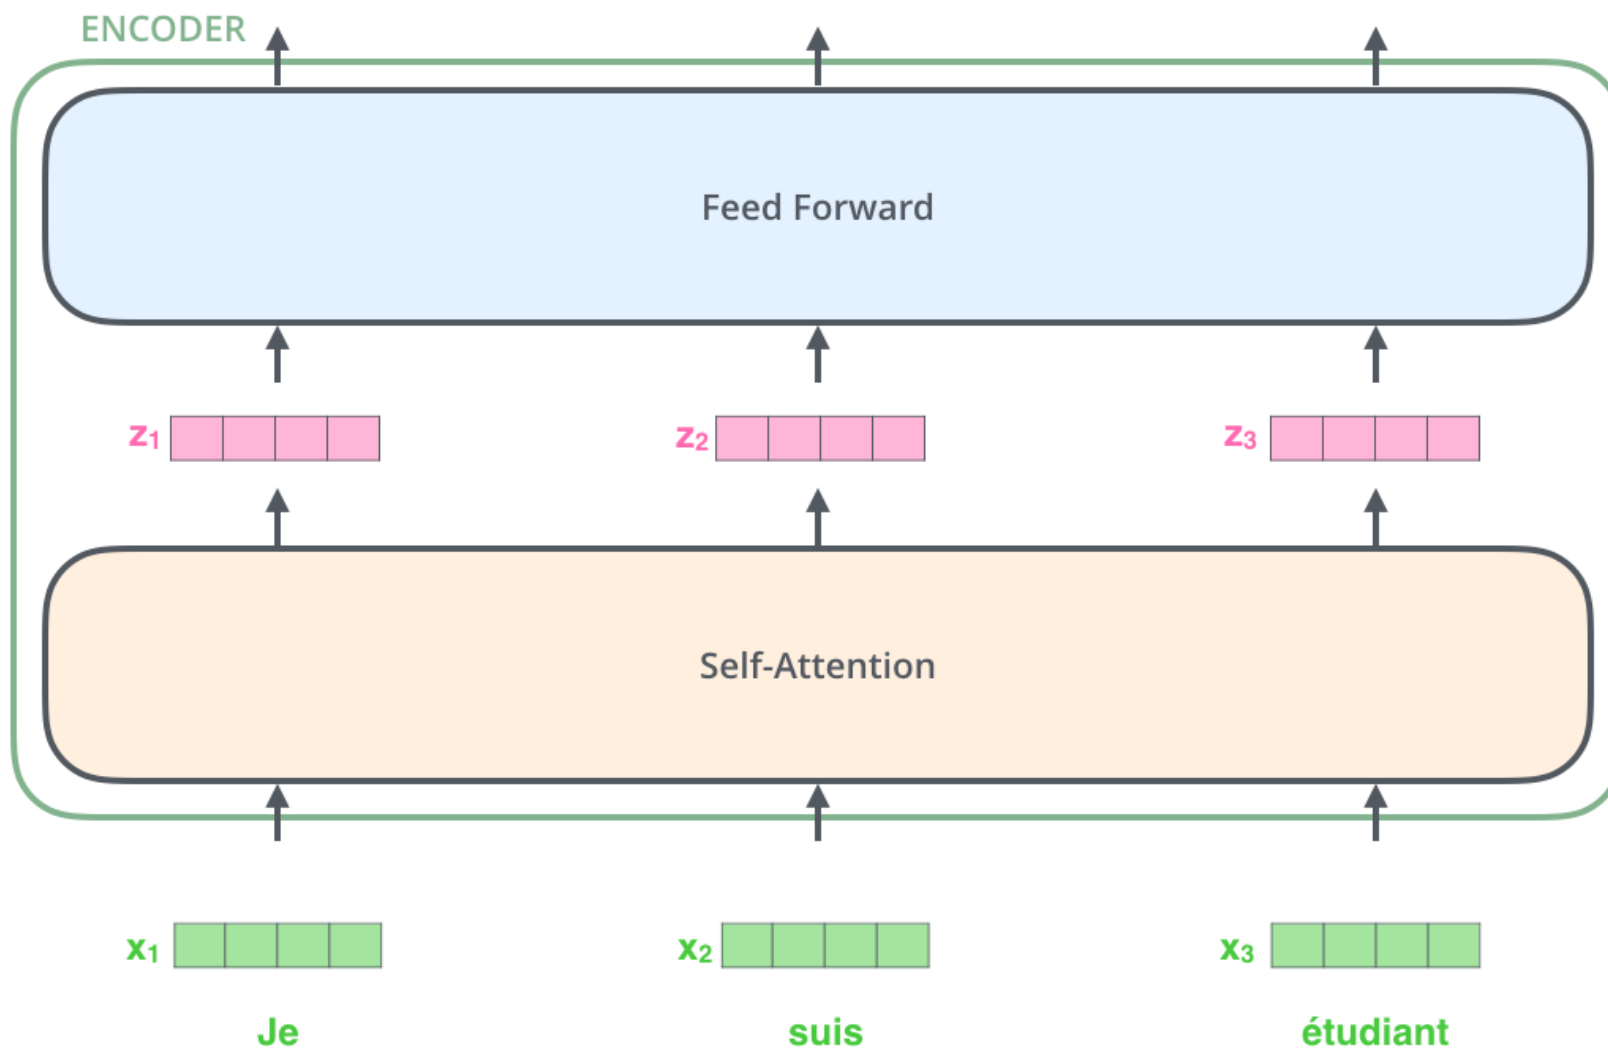 ENCODER
Feed Forward
z1 z2 z3
Self-Attention
x1 x2 x3
Je suis étudiant